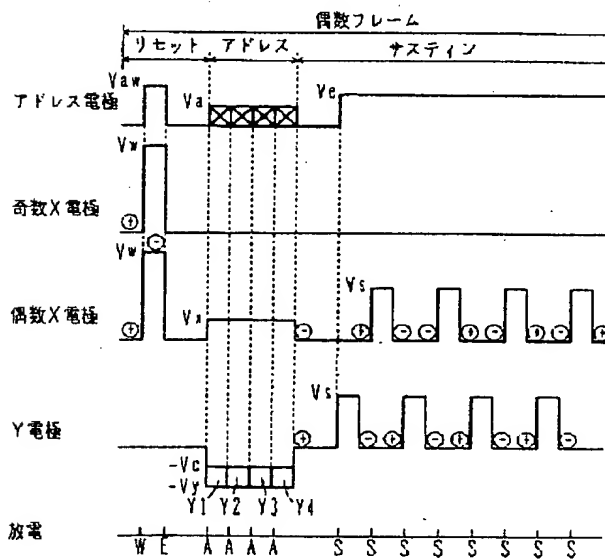 偶数フレーム
リセット アドレス サスティン
Vaw
アドレス電極 Va Ve
Vw
奇数X電極 ⊕
⊖
Vw
偶数X電極 ⊕ Vx ⊖ Vs ⊕ ⊖ ⊖ ⊕ ⊖ ⊕ ⊖ ⊕
Vs
Y電極 ⊕ ⊖ ⊕ ⊖ ⊕ ⊖ ⊕ ⊖
-Vc
-Vy
Y1 Y2 Y3 Y4
放電
W E A A A A S S S S S S S S